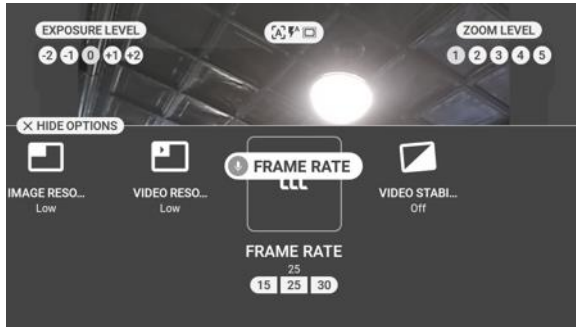 EXPOSURE LEVEL
-2 -1 0 +1 +2
[A] A
ZOOM LEVEL
1 2 3 4 5
× HIDE OPTIONS
IMAGE RESO...
Low
VIDEO RESO...
Low
FRAME RATE
VIDEO STABI...
Off
FRAME RATE
25
15 25 30